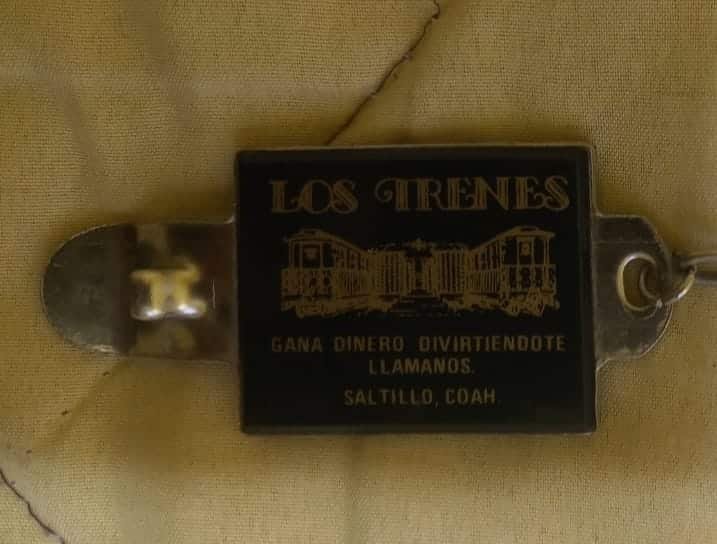 LOS TRENES
GANA DINERO DIVIRTIENDOTE
LLAMANOS.
SALTILLO, COAH.